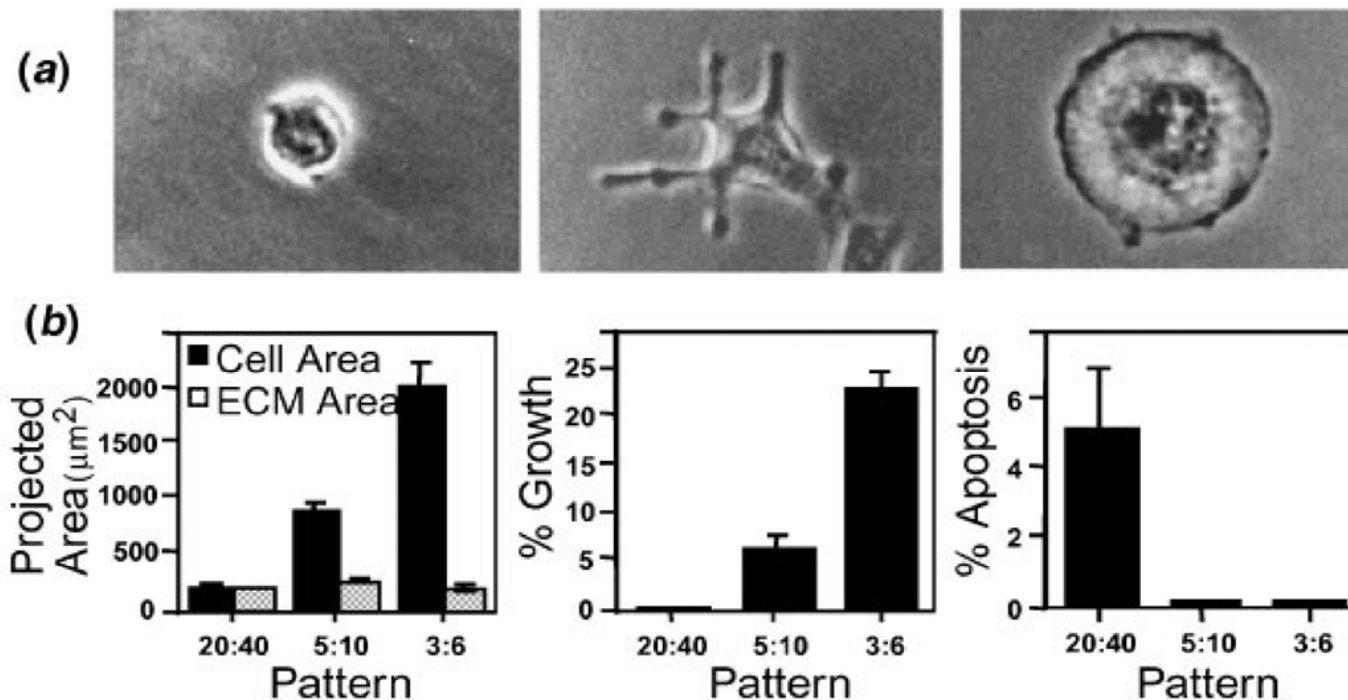 (a)
(b)
Projected Area (μm²)
2000
1500
1000
500
0
Cell Area
ECM Area
20:40 5:10 3:6
Pattern
% Growth
25
20
15
10
5
0
20:40 5:10 3:6
Pattern
% Apoptosis
6
4
2
0
20:40 5:10 3:6
Pattern